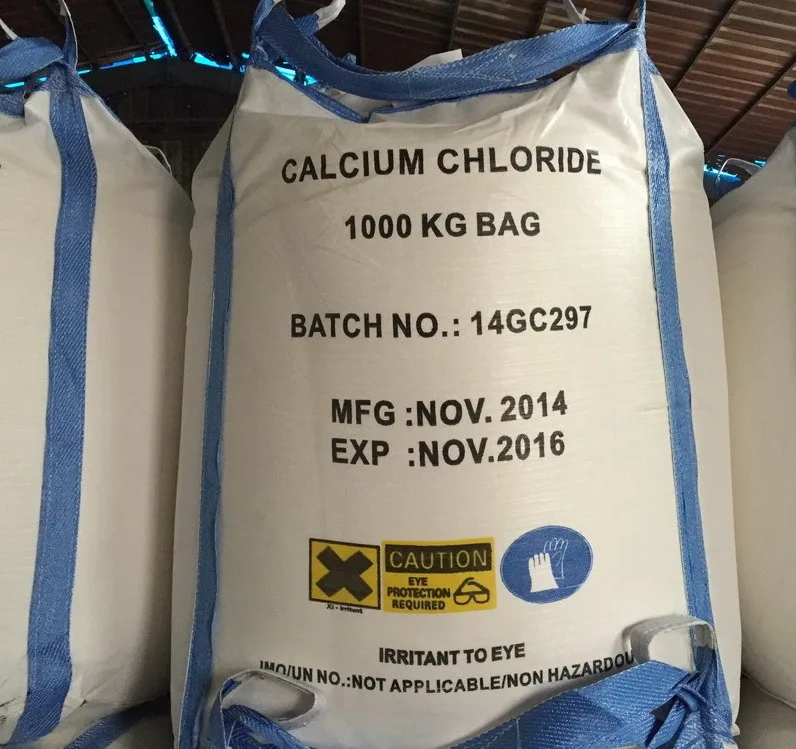 CALCIUM CHLORIDE
1000 KG BAG
BATCH NO.: 14GC297
MFG :NOV. 2014
EXP :NOV.2016
CAUTION
EYE
PROTECTION
REQUIRED
Xi - Irritant
IRRITANT TO EYE
IMO/UN NO.:NOT APPLICABLE/NON HAZARDOU